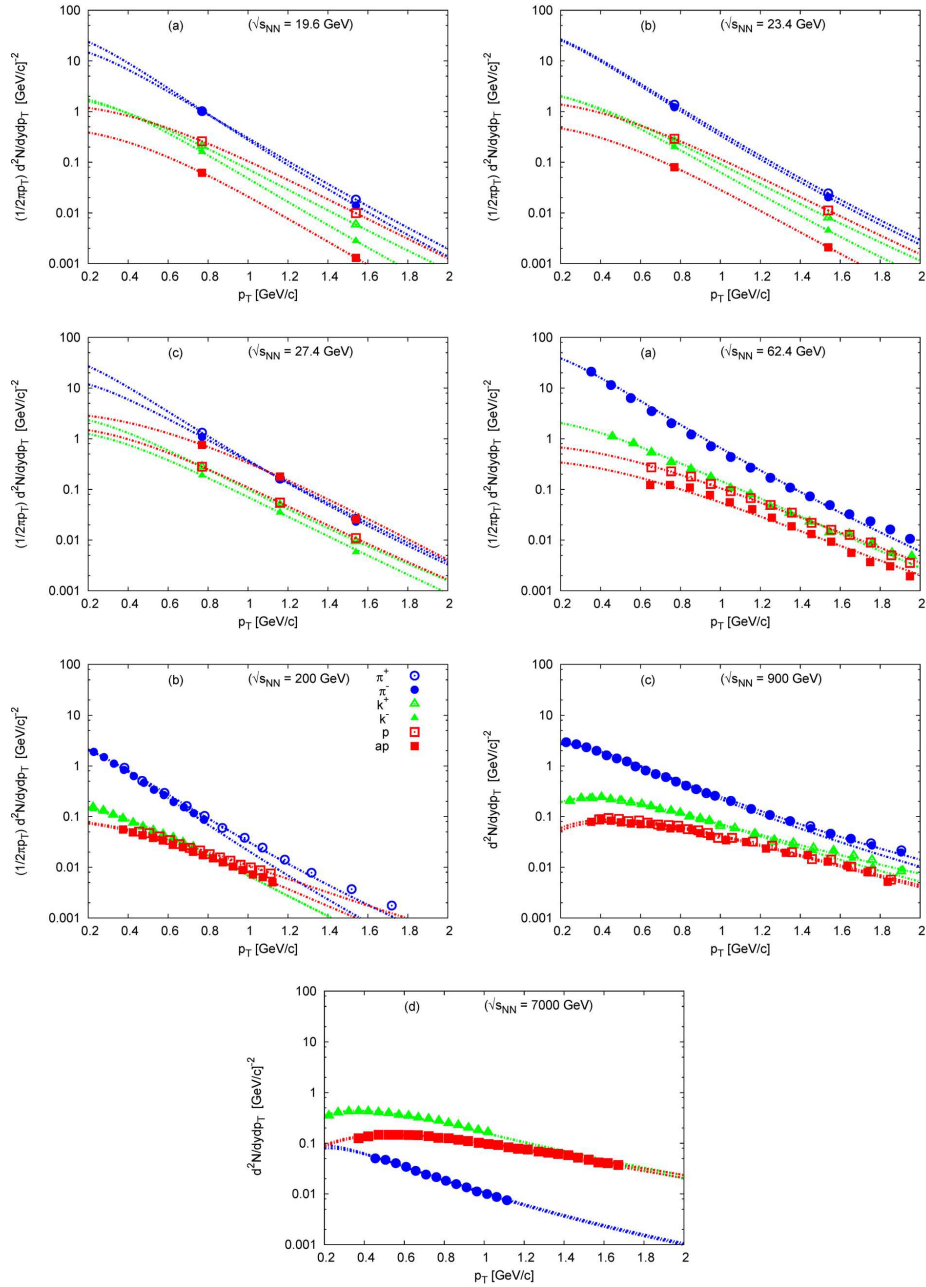 (a) (√sNN = 19.6 GeV)
100
10
1
0.1
0.01
0.001
(1/2πpT) d²N/dydpT [GeV/c]⁻²
0.2 0.4 0.6 0.8 1 1.2 1.4 1.6 1.8 2
pT [GeV/c]
(b) (√sNN = 23.4 GeV)
100
10
1
0.1
0.01
0.001
(1/2πpT) d²N/dydpT [GeV/c]⁻²
0.2 0.4 0.6 0.8 1 1.2 1.4 1.6 1.8 2
pT [GeV/c]
(c) (√sNN = 27.4 GeV)
100
10
1
0.1
0.01
0.001
(1/2πpT) d²N/dydpT [GeV/c]⁻²
0.2 0.4 0.6 0.8 1 1.2 1.4 1.6 1.8 2
pT [GeV/c]
(a) (√sNN = 62.4 GeV)
100
10
1
0.1
0.01
0.001
(1/2πpT) d²N/dydpT [GeV/c]⁻²
0.2 0.4 0.6 0.8 1 1.2 1.4 1.6 1.8 2
pT [GeV/c]
(b) (√sNN = 200 GeV)
π⁺
π⁻
k⁺
k⁻
p
ap
100
10
1
0.1
0.01
0.001
(1/2πpT) d²N/dydpT [GeV/c]⁻²
0.2 0.4 0.6 0.8 1 1.2 1.4 1.6 1.8 2
pT [GeV/c]
(c) (√sNN = 900 GeV)
100
10
1
0.1
0.01
0.001
d²N/dydpT [GeV/c]⁻²
0.2 0.4 0.6 0.8 1 1.2 1.4 1.6 1.8 2
pT [GeV/c]
(d) (√sNN = 7000 GeV)
100
10
1
0.1
0.01
0.001
d²N/dydpT [GeV/c]⁻²
0.2 0.4 0.6 0.8 1 1.2 1.4 1.6 1.8 2
pT [GeV/c]